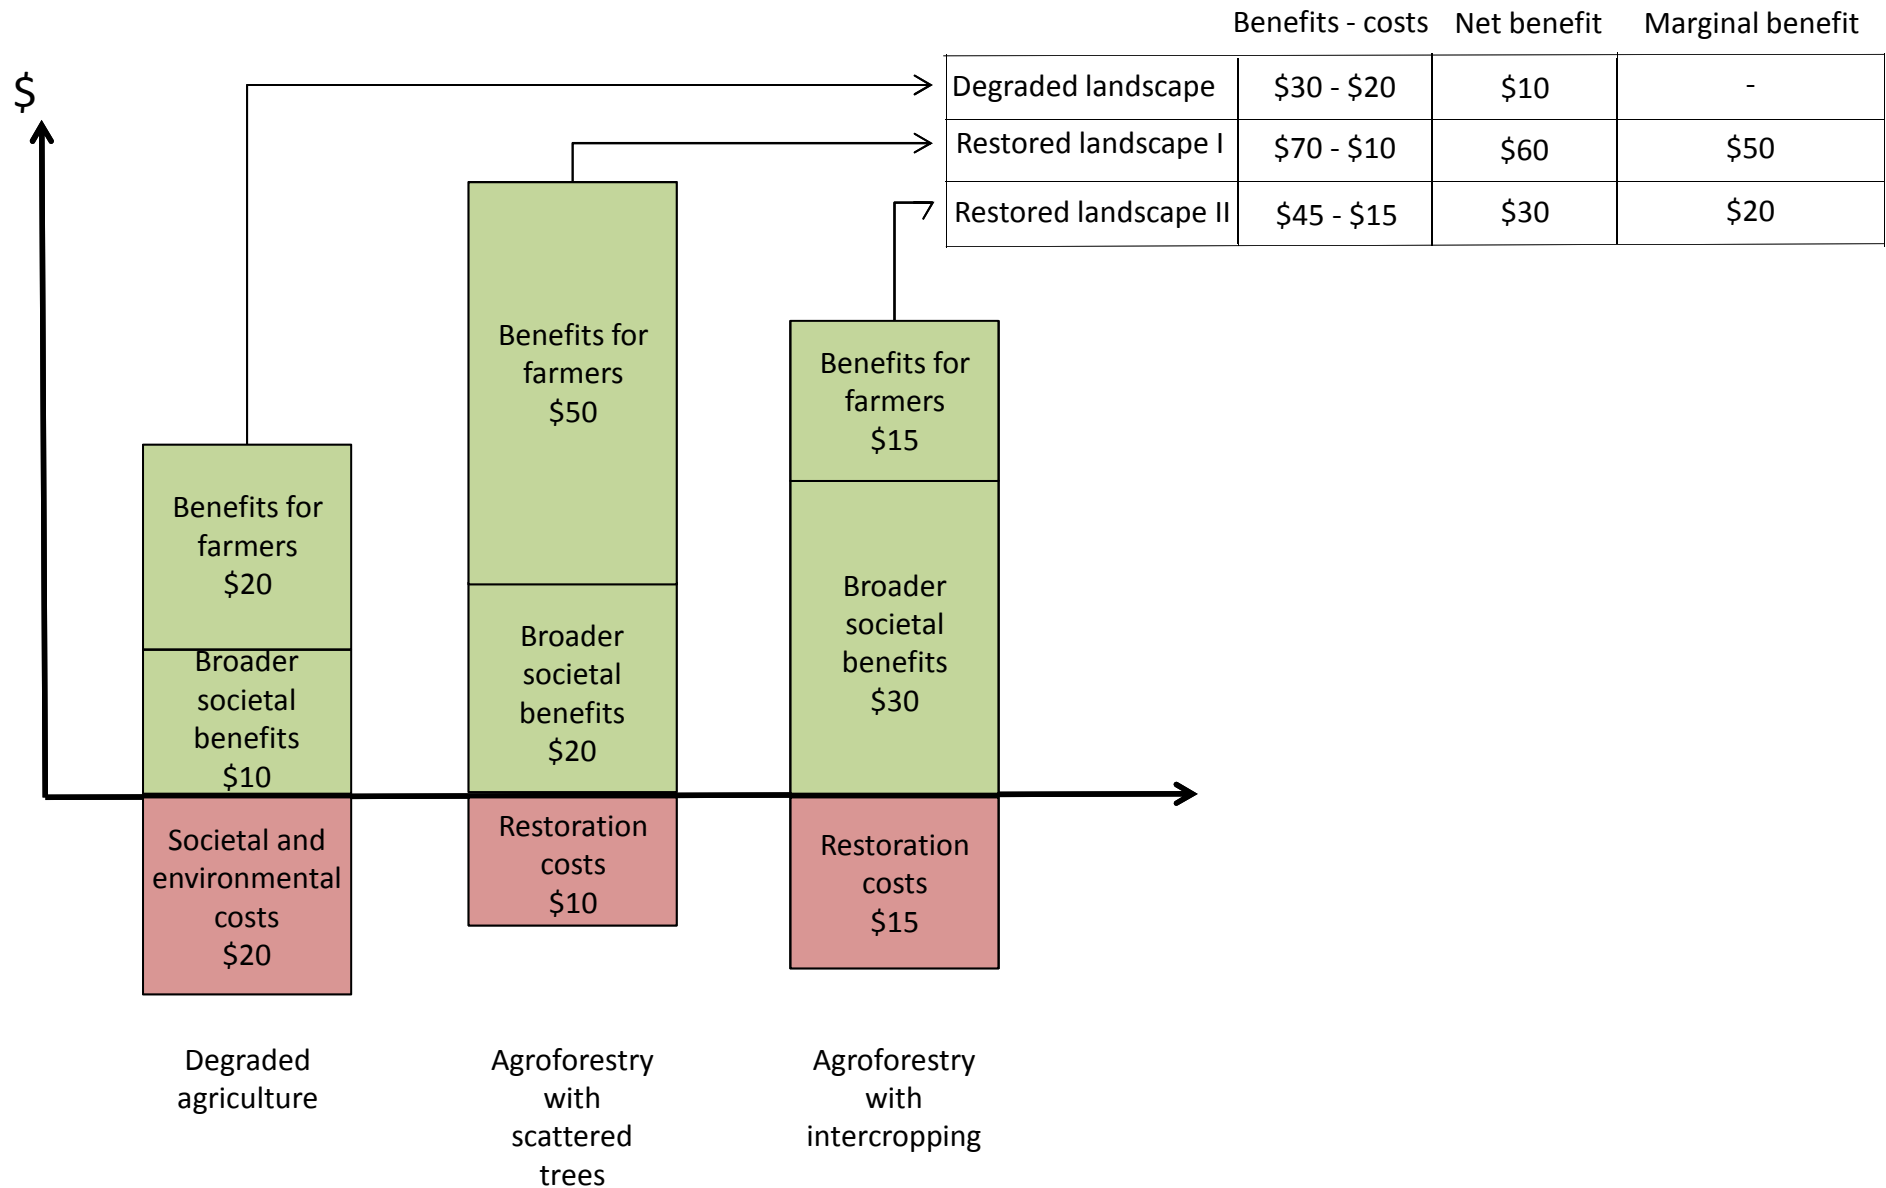 Benefits - costs Net benefit Marginal benefit
$
Degraded landscape $30 - $20 $10 -
Restored landscape I $70 - $10 $60 $50
Restored landscape II $45 - $15 $30 $20
Benefits for
farmers
$20
Broader
societal
benefits
$10
Societal and
environmental
costs
$20
Degraded
agriculture
Benefits for
farmers
$50
Broader
societal
benefits
$20
Restoration
costs
$10
Agroforestry
with
scattered
trees
Benefits for
farmers
$15
Broader
societal
benefits
$30
Restoration
costs
$15
Agroforestry
with
intercropping